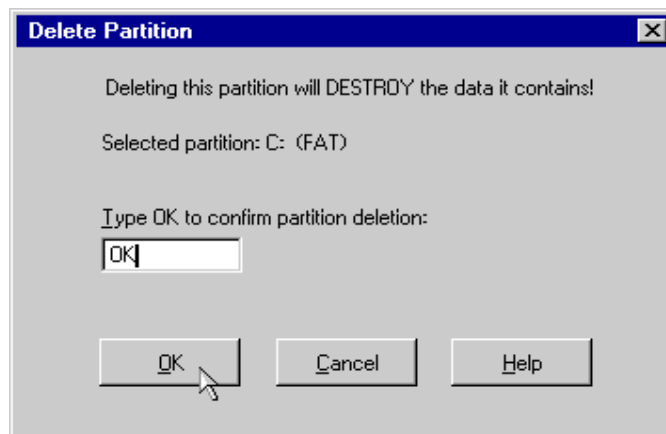 Delete Partition
Deleting this partition will DESTROY the data it contains!
Selected partition: C: (FAT)
Type OK to confirm partition deletion:
OK
OK Cancel Help